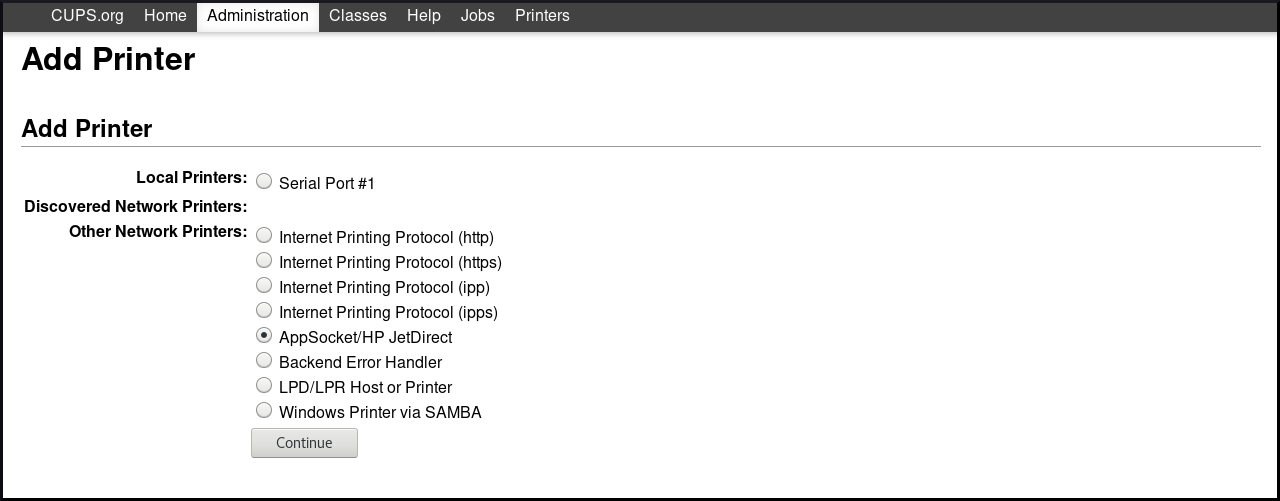 CUPS.org Home Administration Classes Help Jobs Printers
Add Printer
Add Printer
Local Printers: Serial Port #1
Discovered Network Printers:
Other Network Printers: Internet Printing Protocol (http)
Internet Printing Protocol (https)
Internet Printing Protocol (ipp)
Internet Printing Protocol (ipps)
AppSocket/HP JetDirect
Backend Error Handler
LPD/LPR Host or Printer
Windows Printer via SAMBA
Continue